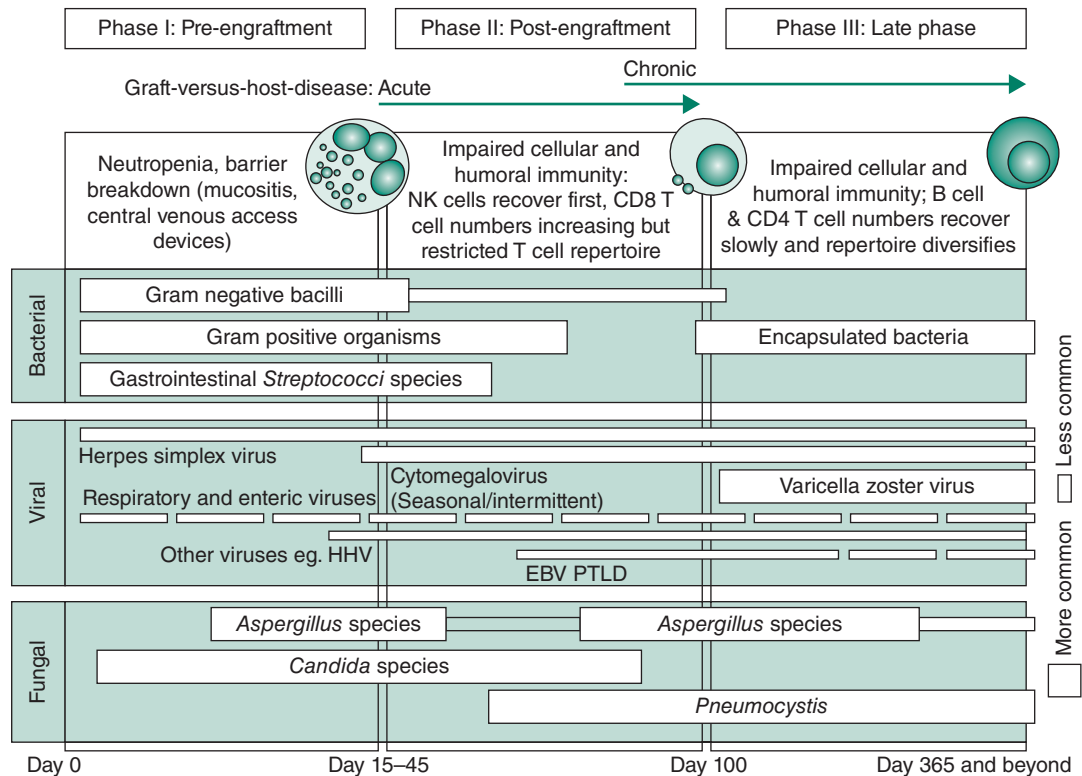 Phase I: Pre-engraftment
Phase II: Post-engraftment
Phase III: Late phase
Chronic
Graft-versus-host-disease: Acute
Neutropenia, barrier
breakdown (mucositis,
central venous access
devices)
Impaired cellular and
humoral immunity:
NK cells recover first, CD8 T
cell numbers increasing but
restricted T cell repertoire
Impaired cellular and
humoral immunity; B cell
& CD4 T cell numbers recover
slowly and repertoire diversifies
Bacterial
Gram negative bacilli
Gram positive organisms
Encapsulated bacteria
Gastrointestinal Streptococci species
Viral
Herpes simplex virus
Cytomegalovirus
(Seasonal/intermittent)
Varicella zoster virus
Respiratory and enteric viruses
Other viruses eg. HHV
EBV PTLD
Fungal
Aspergillus species
Aspergillus species
Candida species
Pneumocystis
Less common
More common
Day 0
Day 15–45
Day 100
Day 365 and beyond